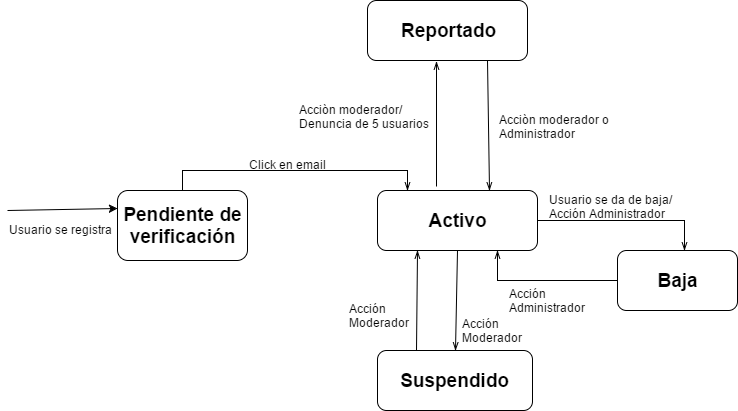 Reportado
Acciòn moderador/
Denuncia de 5 usuarios
Acciòn moderador o
Administrador
Click en email
Usuario se registra
Pendiente de
verificación
Activo
Usuario se da de baja/
Acción Administrador
Baja
Acción
Administrador
Acción
Moderador
Acción
Moderador
Suspendido